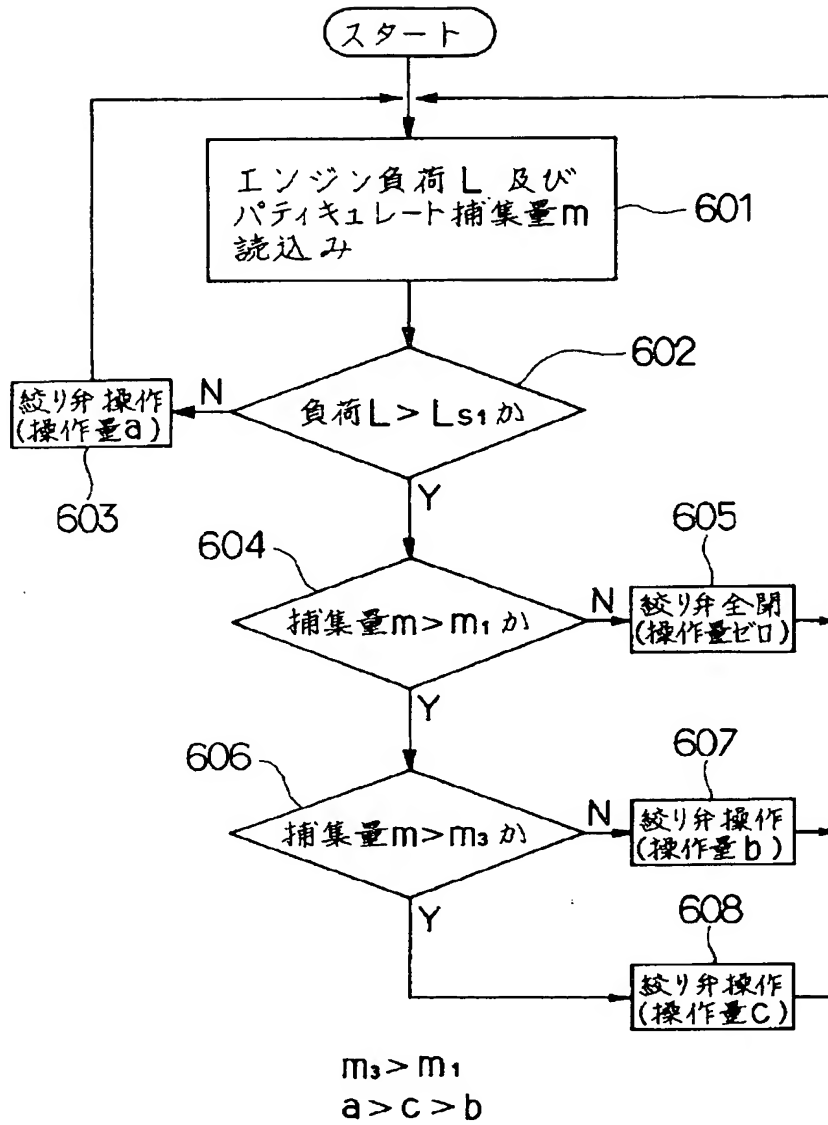 スタート
エンジン負荷L 及び
パティキュレート捕集量m
読込み
601
602
負荷L>Ls1か
N
絞り弁操作
(操作量a)
603
Y
604
捕集量m>m1か
N
605
絞り弁全開
(操作量ゼロ)
Y
606
捕集量m>m3か
N
607
絞り弁操作
(操作量b)
Y
608
絞り弁操作
(操作量c)
m3>m1
a>c>b